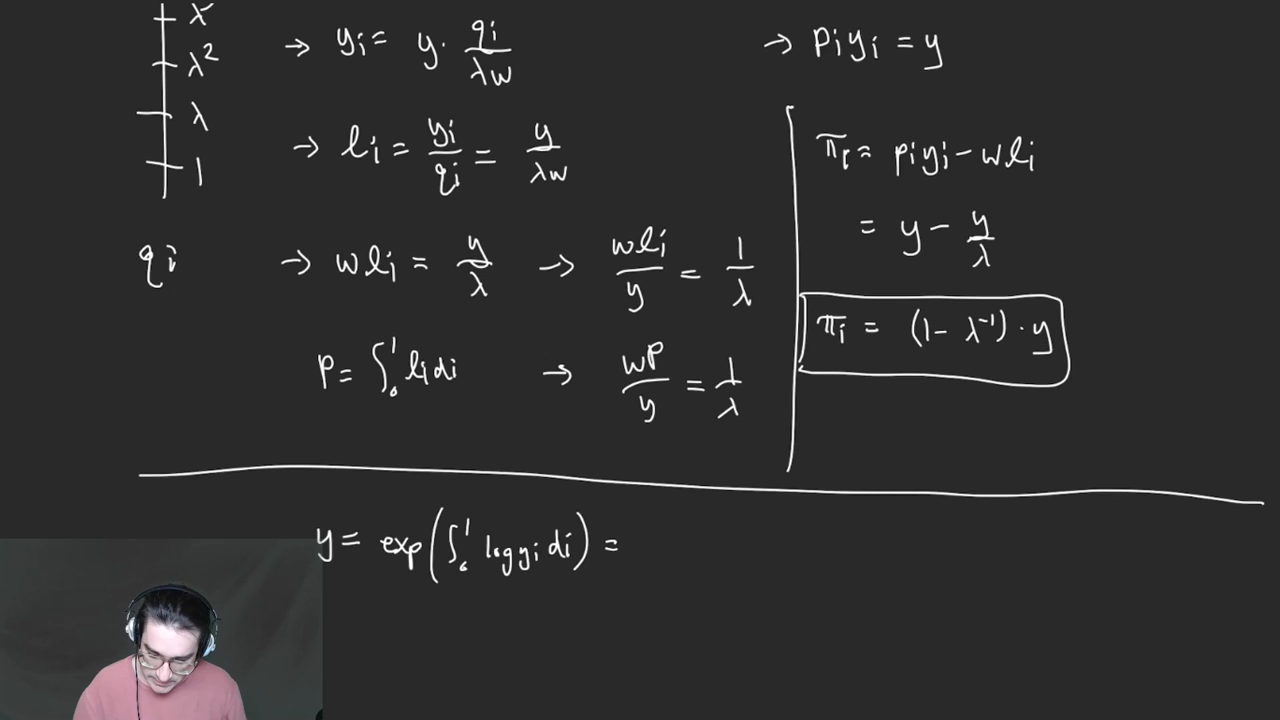 λ³
λ²
λ
1
qi
→ yi = y · qi/λw
→ li = yi/qi = y/λw
→ wli = y/λ → wli/y = 1/λ
P = ∫₀¹ li di → wP/y = 1/λ
→ piyi = y
πi = piyi − wli
= y − y/λ
πi = (1 − λ⁻¹) · y
y = exp(∫₀¹ log yi di) =